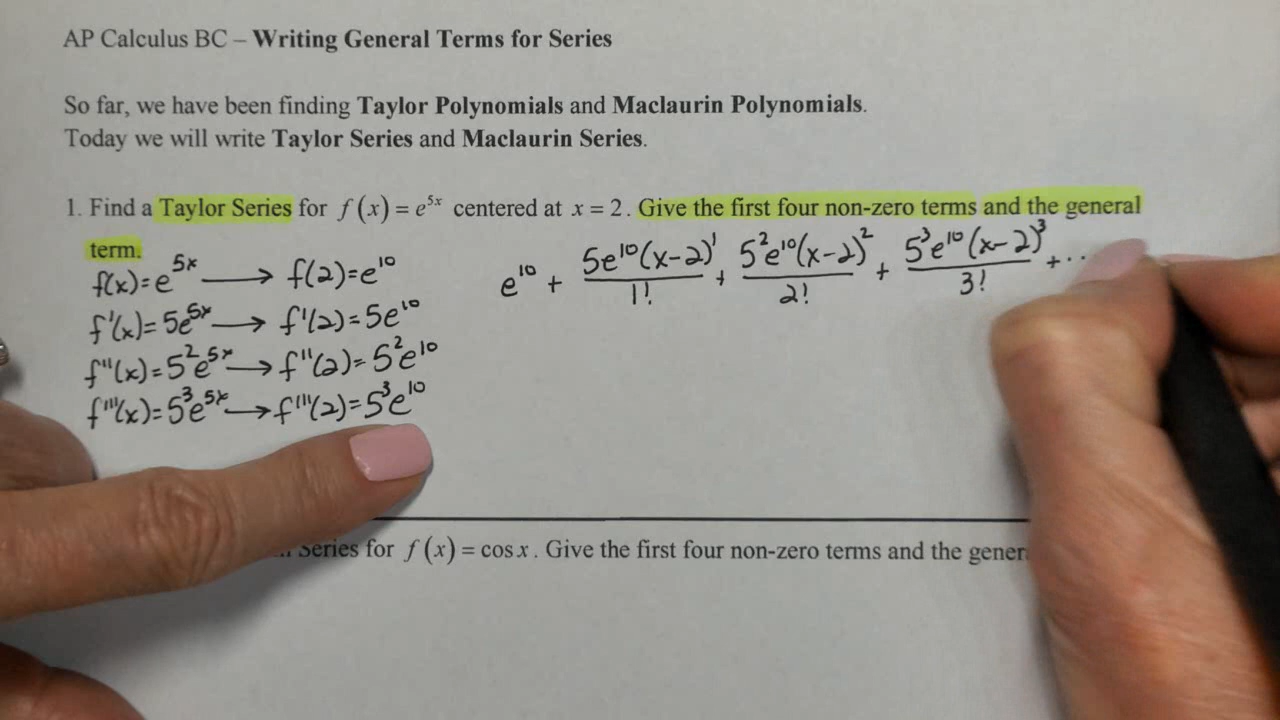 AP Calculus BC – Writing General Terms for Series
So far, we have been finding Taylor Polynomials and Maclaurin Polynomials.
Today we will write Taylor Series and Maclaurin Series.
1. Find a Taylor Series for f(x) = e^{5x} centered at x = 2. Give the first four non-zero terms and the general
term.
f(x)=e^{5x} → f(2)=e^{10}
f'(x)=5e^{5x} → f'(2)=5e^{10}
f''(x)=5^2e^{5x} → f''(2)=5^2e^{10}
f'''(x)=5^3e^{5x} → f'''(2)=5^3e^{10}
e^{10} + 5e^{10}(x-2)^1/1! + 5^2e^{10}(x-2)^2/2! + 5^3e^{10}(x-2)^3/3! + ...
Series for f(x) = cos x. Give the first four non-zero terms and the